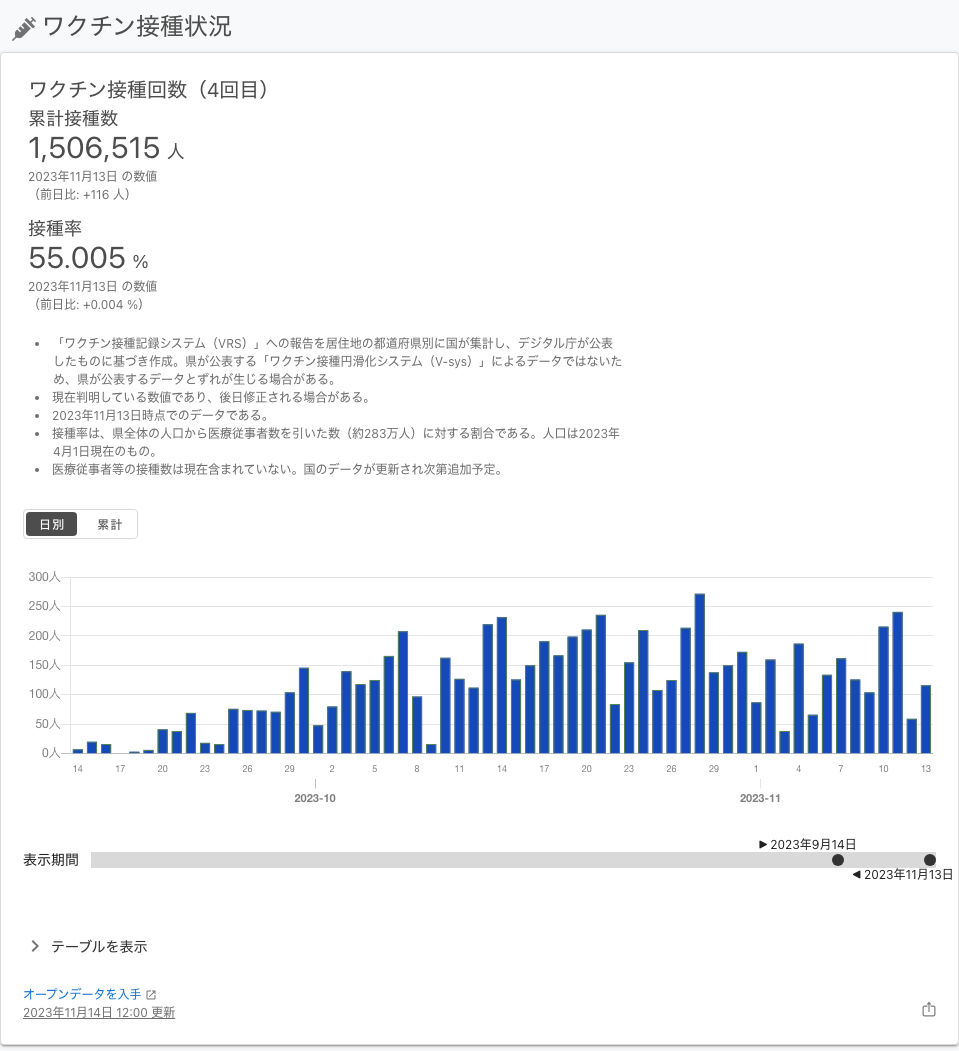 ワクチン接種状況
ワクチン接種回数（4回目）
累計接種数
1,506,515 人
2023年11月13日 の数値
（前日比: +116 人）
接種率
55.005 %
2023年11月13日 の数値
（前日比: +0.004 %）
• 「ワクチン接種記録システム（VRS）」への報告を居住地の都道府県別に国が集計し、デジタル庁が公表
したものに基づき作成。県が公表する「ワクチン接種円滑化システム（V-sys）」によるデータではないた
め、県が公表するデータとずれが生じる場合がある。
• 現在判明している数値であり、後日修正される場合がある。
• 2023年11月13日時点でのデータである。
• 接種率は、県全体の人口から医療従事者数を引いた数（約283万人）に対する割合である。人口は2023年
4月1日現在のもの。
• 医療従事者等の接種数は現在含まれていない。国のデータが更新され次第追加予定。
日別 累計
300人
250人
200人
150人
100人
50人
0人
14 17 20 23 26 29 2 5 8 11 14 17 20 23 26 29 1 4 7 10 13
2023-10 2023-11
▶ 2023年9月14日
表示期間
◀ 2023年11月13日
テーブルを表示
オープンデータを入手
2023年11月14日 12:00 更新